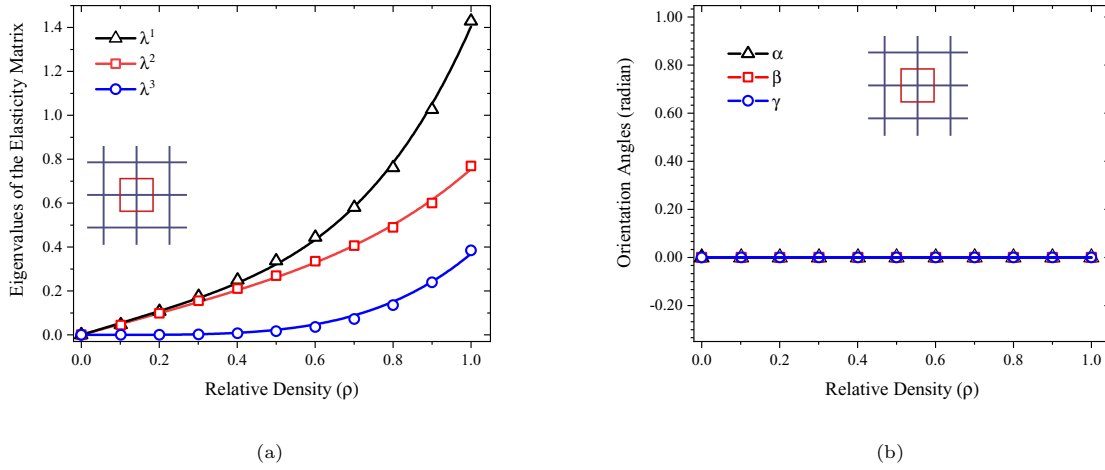 1.4
1.2
1.0
0.8
0.6
0.4
0.2
0.0
Eigenvalues of the Elasticity Matrix
λ¹
λ²
λ³
0.0 0.2 0.4 0.6 0.8 1.0
Relative Density (ρ)
(a)
1.00
0.80
0.60
0.40
0.20
0.00
-0.20
Orientation Angles (radian)
α
β
γ
0.0 0.2 0.4 0.6 0.8 1.0
Relative Density (ρ)
(b)